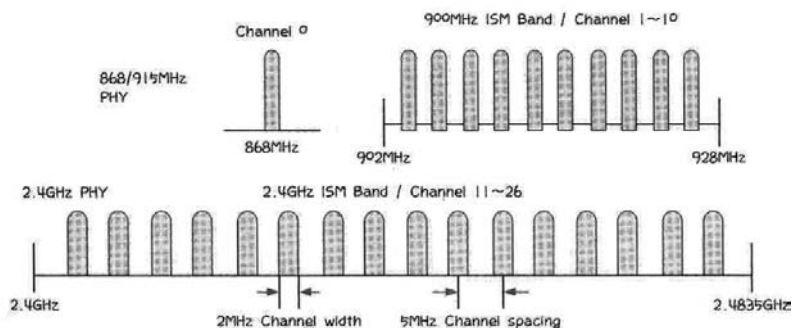 Channel 0
900MHz ISM Band / Channel 1~10
868/915MHz
PHY
868MHz
902MHz
928MHz
2.4GHz PHY
2.4GHz ISM Band / Channel 11~26
2.4GHz
2.4835GHz
2MHz Channel width
5MHz Channel spacing